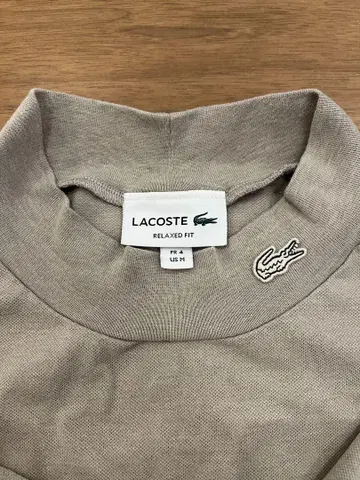 LACOSTE
RELAXED FIT
FR 4
US M